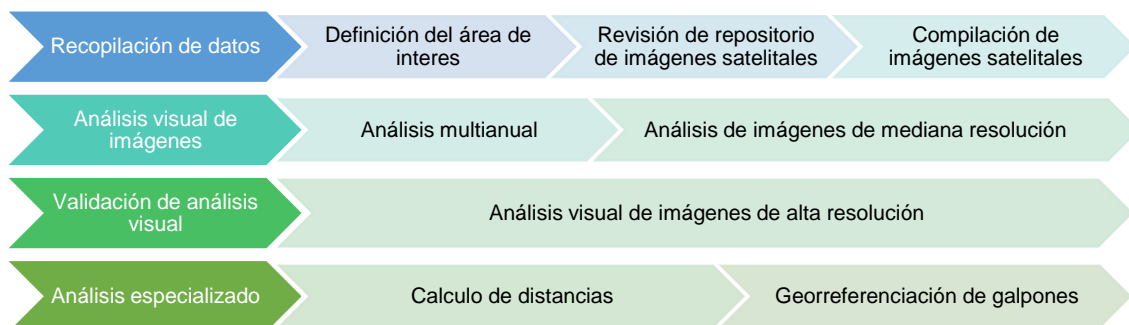 Recopilación de datos
Definición del área de
interes
Revisión de repositorio
de imágenes satelitales
Compilación de
imágenes satelitales
Análisis visual de
imágenes
Análisis multianual
Análisis de imágenes de mediana resolución
Validación de análisis
visual
Análisis visual de imágenes de alta resolución
Análisis especializado
Calculo de distancias
Georreferenciación de galpones